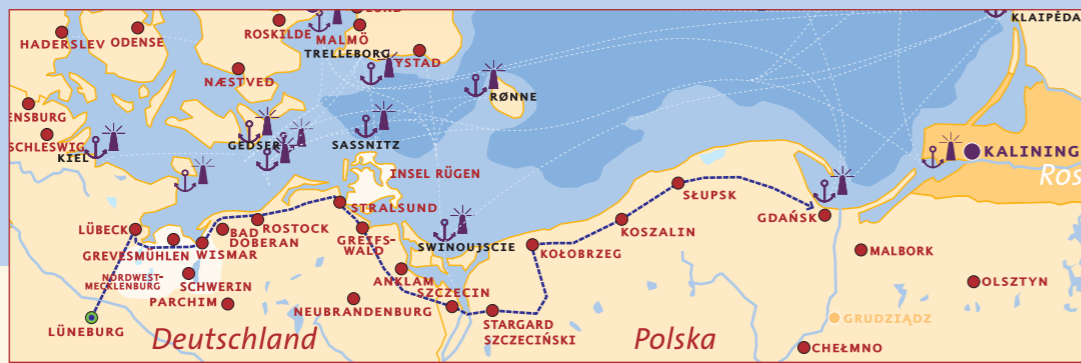 KLAIPĖDA
HADERSLEV
ODENSE
ROSKILDE
MALMÖ
TRELLEBORG
YSTAD
NÆSTVED
RØNNE
ENSBURG
SCHLESWIG
KIEL
GEDSER
SASSNITZ
KALINING
Ros
INSEL RÜGEN
STRALSUND
SŁUPSK
GDAŃSK
LÜBECK
BAD
DOBERAN
ROSTOCK
GREIFS-
WALD
SWINOUJSCIE
KOSZALIN
KOŁOBRZEG
MALBORK
GREVESMÜHLEN
WISMAR
NORDWEST-
MECKLENBURG
SCHWERIN
ANKLAM
SZCZECIN
OLSZTYN
PARCHIM
NEUBRANDENBURG
STARGARD
SZCZECIŃSKI
GRUDZIĄDZ
LÜNEBURG
Deutschland
Polska
CHEŁMNO